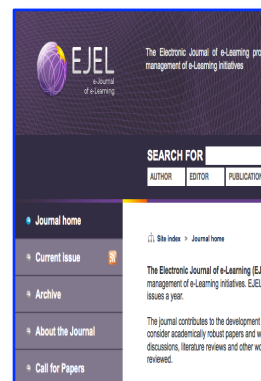 EJEL
e-Journal
of e-Learning
The Electronic Journal of e-Learning pro
management of e-Learning initiatives
SEARCH FOR
AUTHOR EDITOR PUBLICATION
Journal home
Current issue
Archive
About the Journal
Call for Papers
Site index > Journal home
The Electronic Journal of e-Learning (EJ
management of e-Learning initiatives. EJEL
issues a year.
The journal contributes to the development
consider academically robust papers and w
discussions, literature reviews and other wo
reviewed.